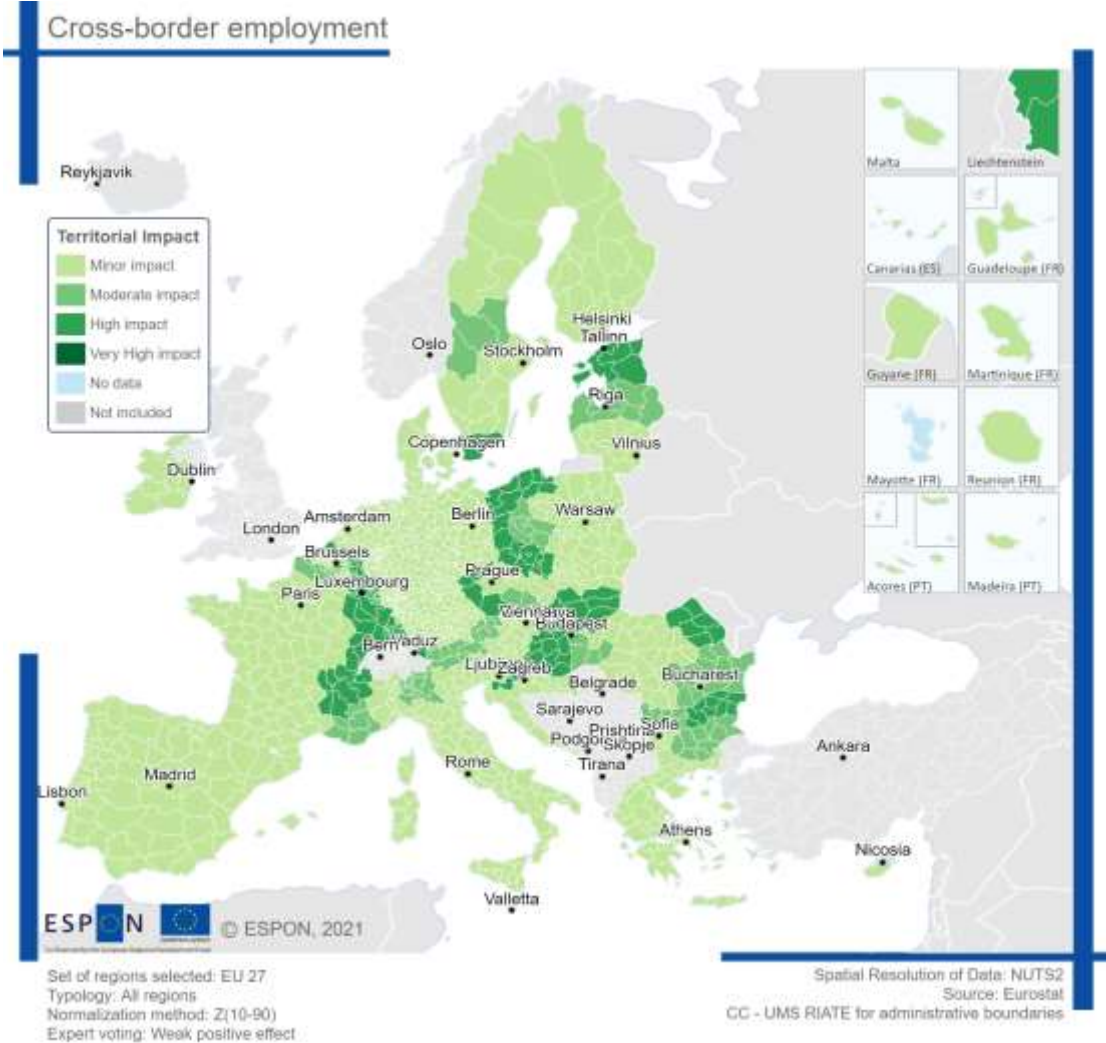 Cross-border employment
Reykjavik
Territorial Impact
Minor impact
Moderate impact
High impact
Very High impact
No data
Not included
Malta
Liechtenstein
Canarias (ES)
Guadeloupe (FR)
Guyane (FR)
Martinique (FR)
Mayotte (FR)
Reunion (FR)
Acores (PT)
Madeira (PT)
Helsinki
Oslo
Tallinn
Stockholm
Riga
Copenhagen
Vilnius
Dublin
Berlin
Warsaw
London
Amsterdam
Brussels
Prague
Luxembourg
Paris
Vienna
Budapest
Bern
Vaduz
Zagreb
Bucharest
Belgrade
Sarajevo
Sofia
Prishtina
Skopje
Tirana
Ankara
Rome
Madrid
Lisbon
Athens
Nicosia
Valletta
ESPON
© ESPON, 2021
Set of regions selected: EU 27
Typology: All regions
Normalization method: Z(10-90)
Expert voting: Weak positive effect
Spatial Resolution of Data: NUTS2
Source: Eurostat
CC - UMS RIATE for administrative boundaries